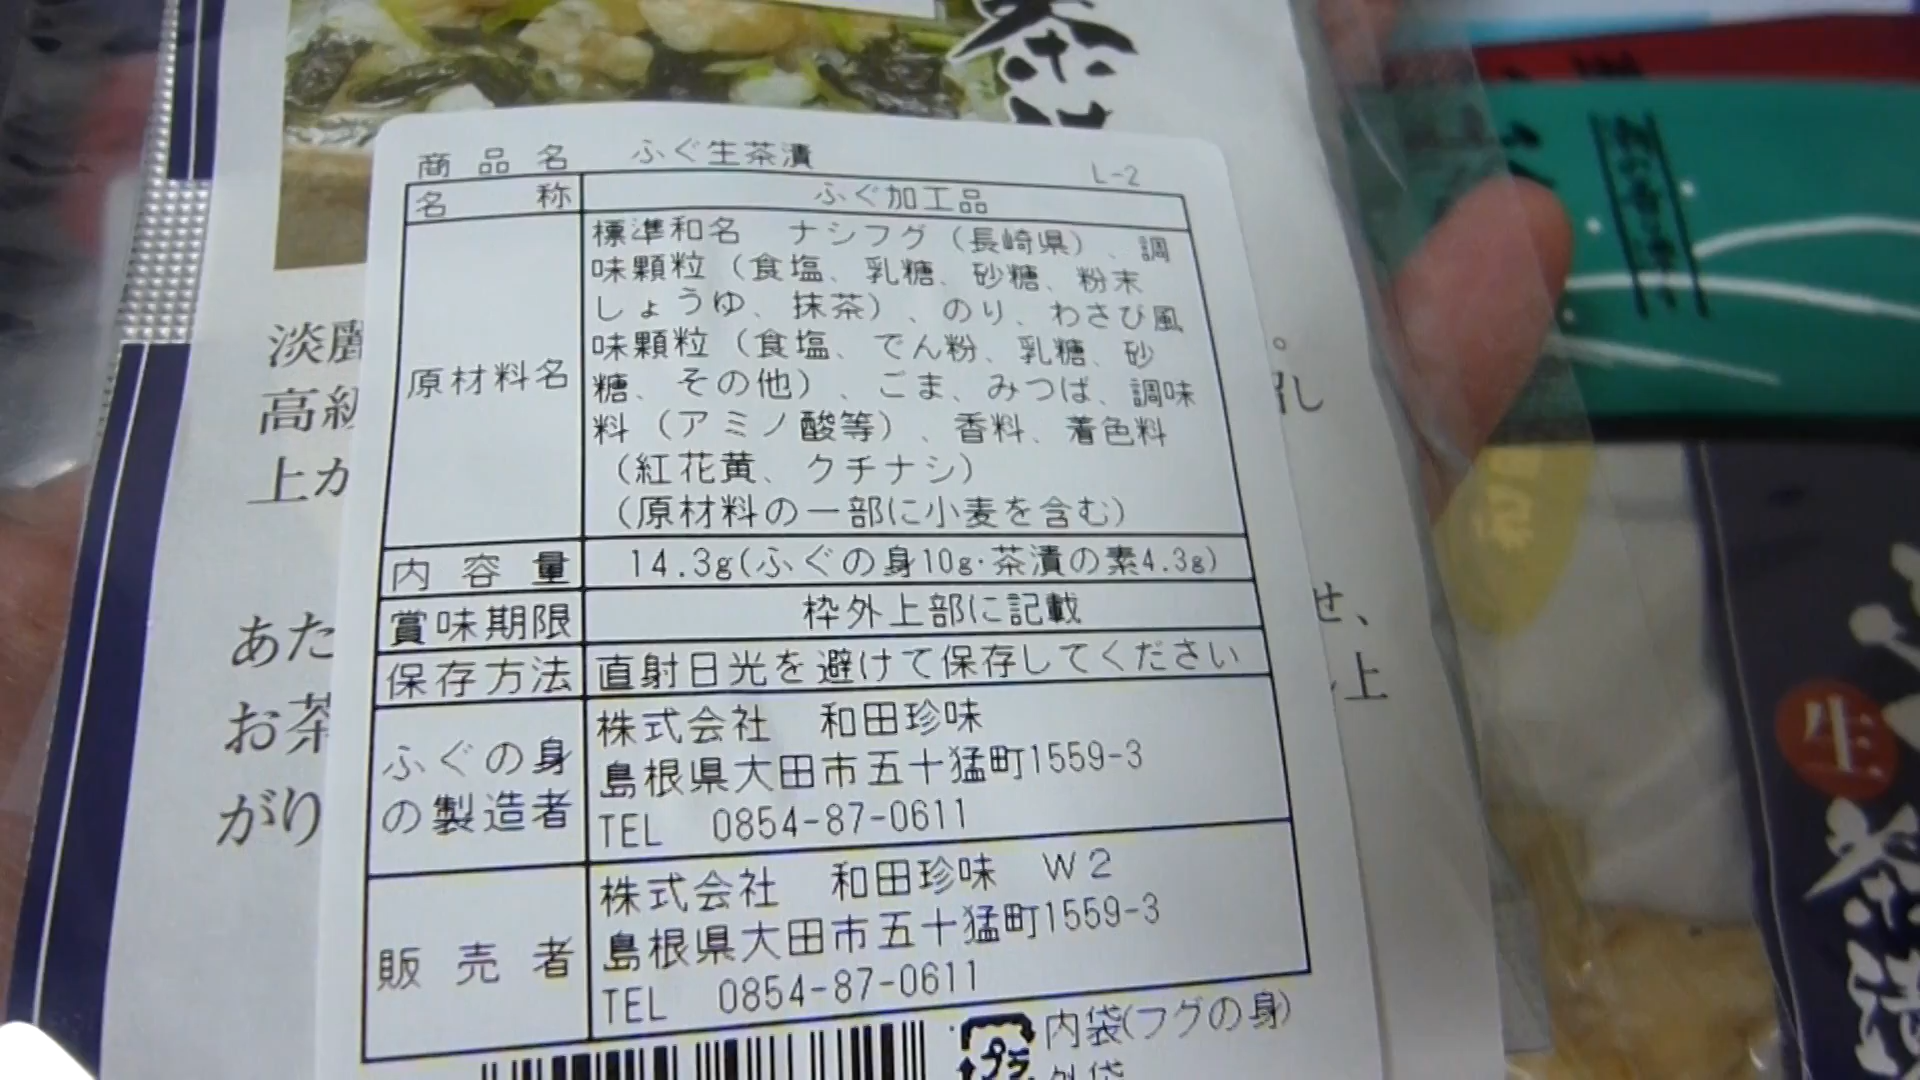 茶漬
商品名 ふぐ生茶漬
L-2
名称 ふぐ加工品
原材料名
標準和名 ナシフグ（長崎県）、調
味顆粒（食塩、乳糖、砂糖、粉末
しょうゆ、抹茶）、のり、わさび風
味顆粒（食塩、でん粉、乳糖、砂
糖、その他）、ごま、みつば、調味
料（アミノ酸等）、香料、着色料
（紅花黄、クチナシ）
（原材料の一部に小麦を含む）
内容量 14.3g(ふぐの身10g·茶漬の素4.3g)
賞味期限 枠外上部に記載
保存方法 直射日光を避けて保存してください
ふぐの身
の製造者
株式会社 和田珍味
島根県大田市五十猛町1559-3
TEL 0854-87-0611
販売者
株式会社 和田珍味 W2
島根県大田市五十猛町1559-3
TEL 0854-87-0611
プラ
内袋(フグの身)
外袋
淡麗
高級
上が
あた
お茶
がり
せ、
上
生
茶漬